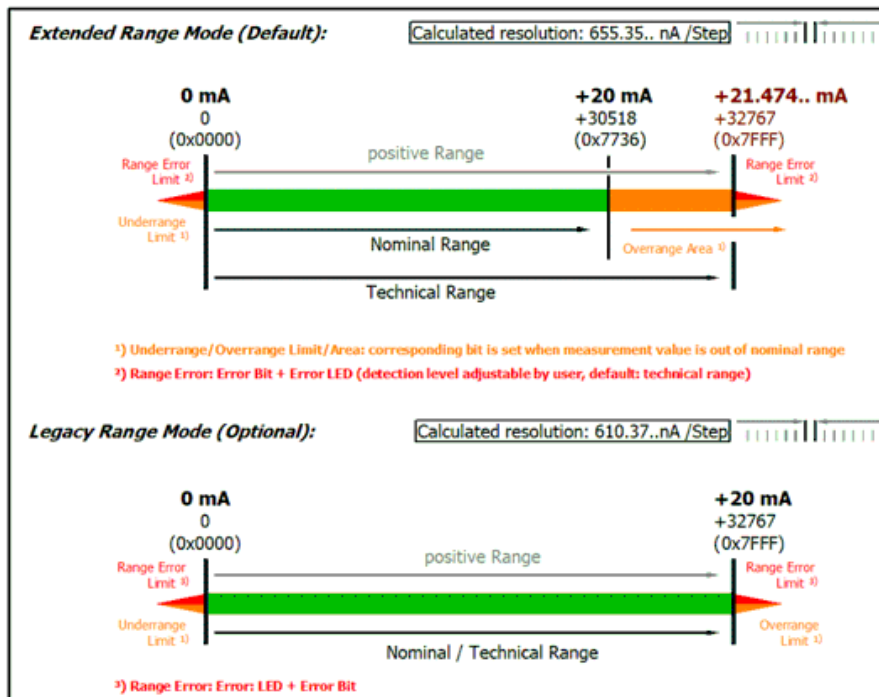 Extended Range Mode (Default):
Calculated resolution: 655.35.. nA /Step
0 mA
+20 mA
+21.474.. mA
0
+30518
+32767
(0x0000)
(0x7736)
(0x7FFF)
Range Error Limit ²⁾
positive Range
Range Error Limit ²⁾
Underrange Limit ¹⁾
Nominal Range
Overrange Area ¹⁾
Technical Range
¹⁾ Underrange/Overrange Limit/Area: corresponding bit is set when measurement value is out of nominal range
²⁾ Range Error: Error Bit + Error LED (detection level adjustable by user, default: technical range)
Legacy Range Mode (Optional):
Calculated resolution: 610.37..nA /Step
0 mA
+20 mA
0
+32767
(0x0000)
(0x7FFF)
Range Error Limit ³⁾
positive Range
Range Error Limit ³⁾
Underrange Limit ¹⁾
Nominal / Technical Range
Overrange Limit ¹⁾
³⁾ Range Error: Error: LED + Error Bit